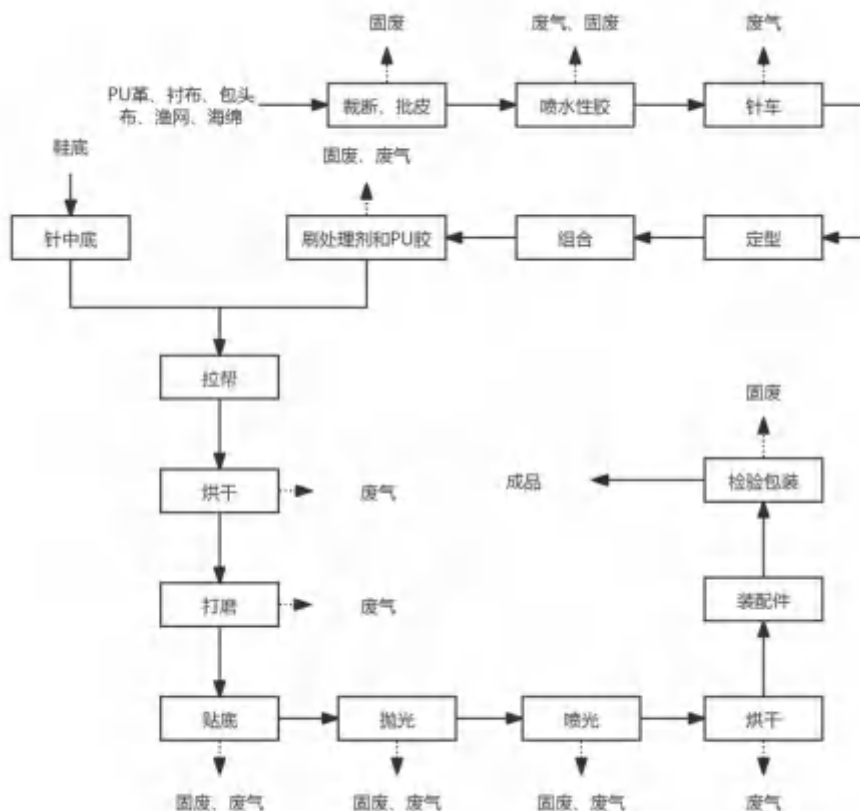 固废
废气、固废
废气
PU革、衬布、包头
布、渔网、海绵
裁断、批皮
喷水性胶
针车
鞋底
固废、废气
针中底
刷处理剂和PU胶
组合
定型
拉帮
固废
烘干
废气
成品
检验包装
打磨
废气
装配件
贴底
抛光
喷光
烘干
固废、废气
固废、废气
固废、废气
废气